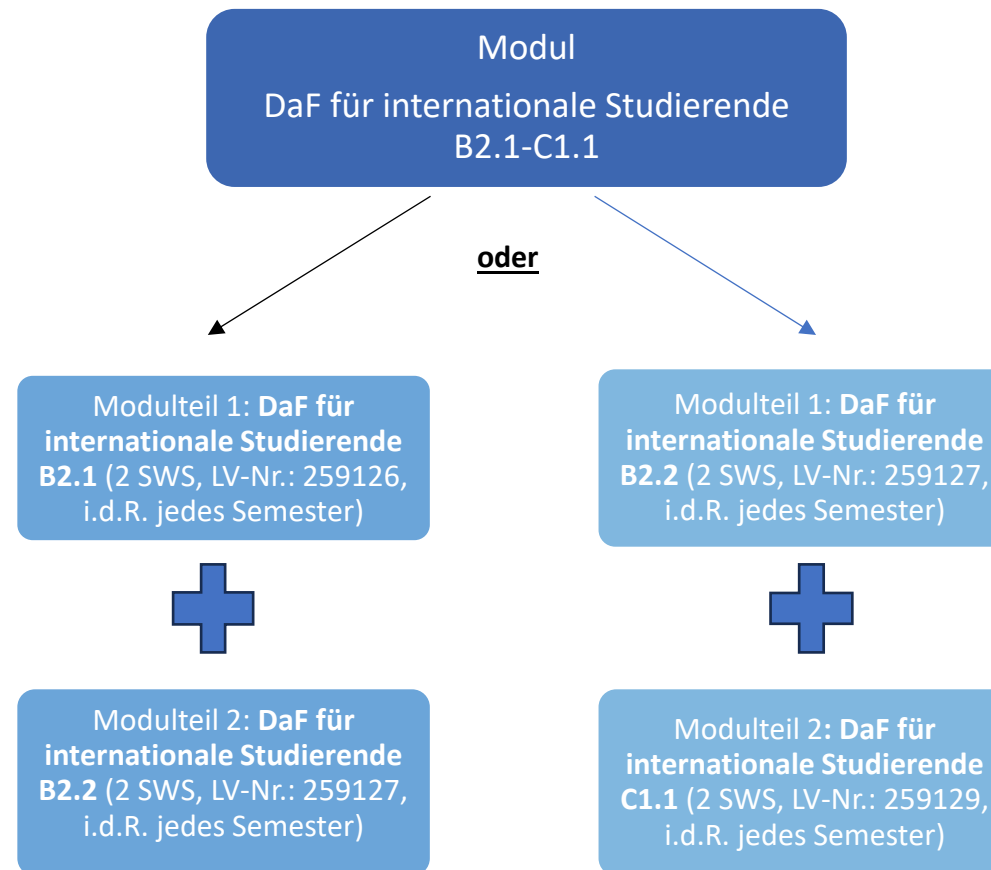 Modul
DaF für internationale Studierende
B2.1-C1.1
oder
Modulteil 1: DaF für
internationale Studierende
B2.1 (2 SWS, LV-Nr.: 259126,
i.d.R. jedes Semester)
Modulteil 1: DaF für
internationale Studierende
B2.2 (2 SWS, LV-Nr.: 259127,
i.d.R. jedes Semester)
Modulteil 2: DaF für
internationale Studierende
B2.2 (2 SWS, LV-Nr.: 259127,
i.d.R. jedes Semester)
Modulteil 2: DaF für
internationale Studierende
C1.1 (2 SWS, LV-Nr.: 259129,
i.d.R. jedes Semester)